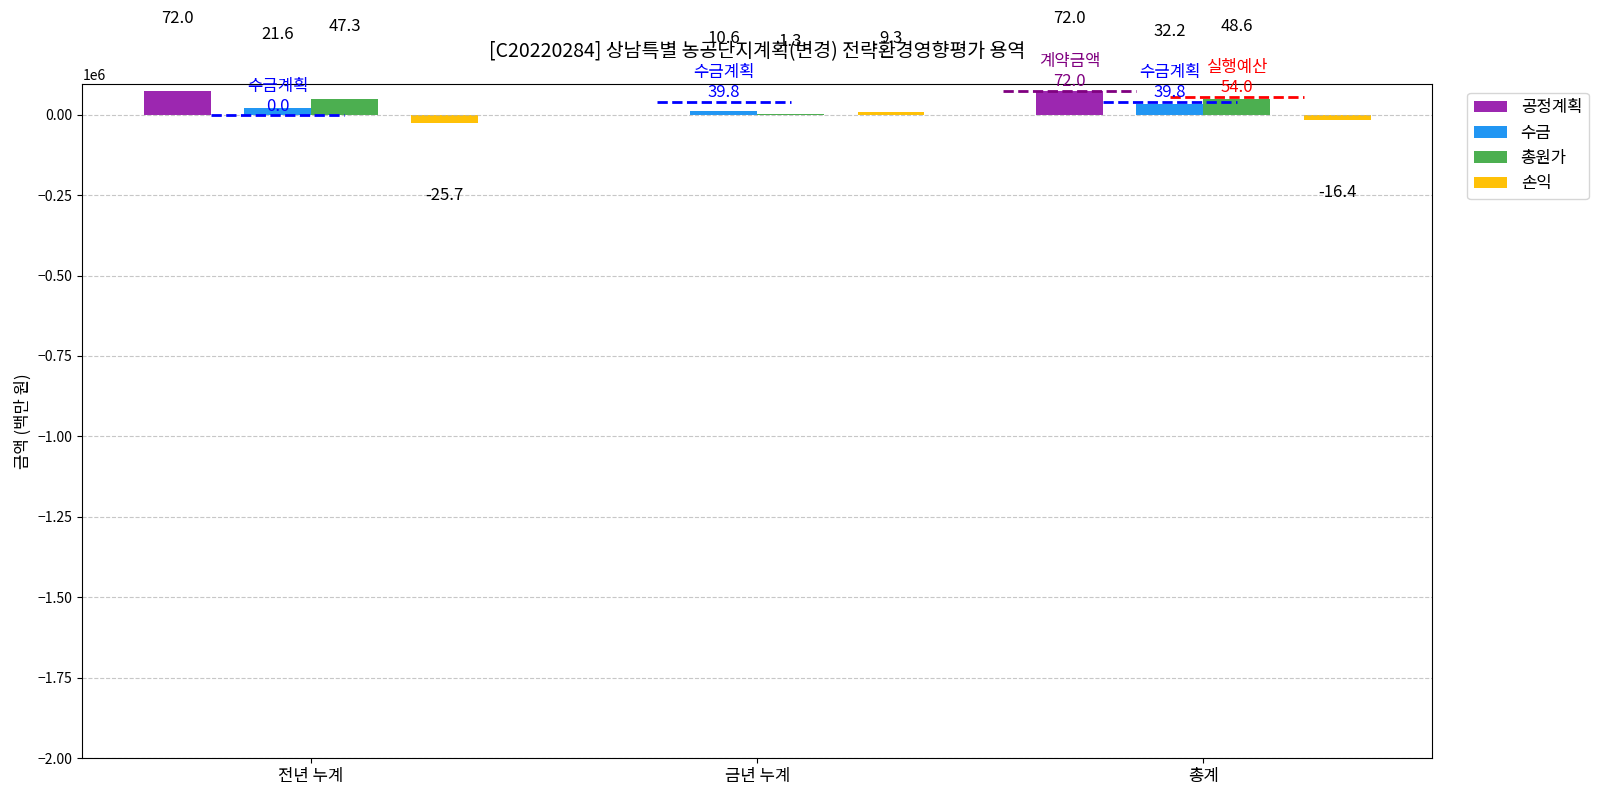 72.0
21.6
47.3
10.6
1.3
9.3
72.0
32.2
48.6
[C20220284] 상남특별 농공단지계획(변경) 전략환경영향평가 용역
1e6
수금계획
0.0
수금계획
39.8
계약금액
72.0
수금계획
39.8
실행예산
54.0
공정계획
수금
총원가
손익
-25.7
-16.4
0.00
−0.25
−0.50
−0.75
−1.00
−1.25
−1.50
−1.75
−2.00
금액 (백만 원)
전년 누계
금년 누계
총계